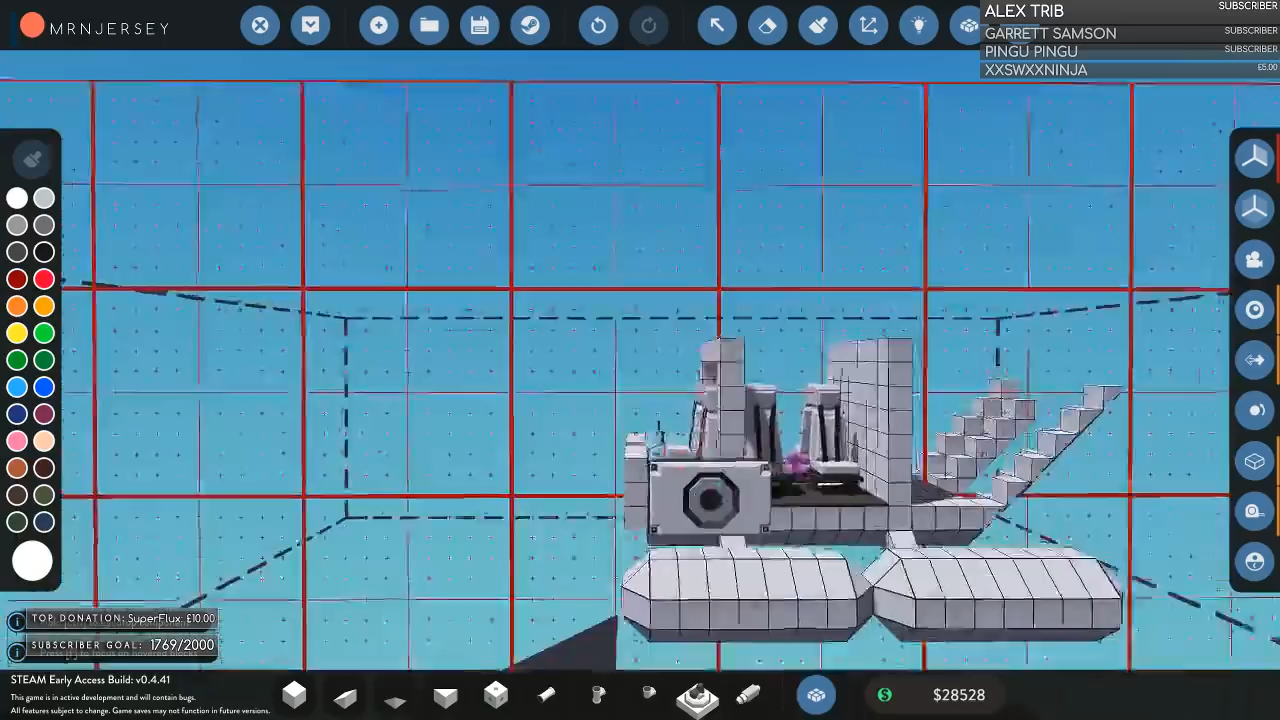 MRNJERSEY
ALEX TRIB SUBSCRIBER
GARRETT SAMSON SUBSCRIBER
PINGU PINGU SUBSCRIBER
XXSWXXNINJA £5.00
TOP DONATION: SuperFlux: £10.00
SUBSCRIBER GOAL: 1769/2000
STEAM Early Access Build: v0.4.41
This game is in active development and will contain bugs.
All features subject to change. Game saves may not function in future versions.
$ $28528